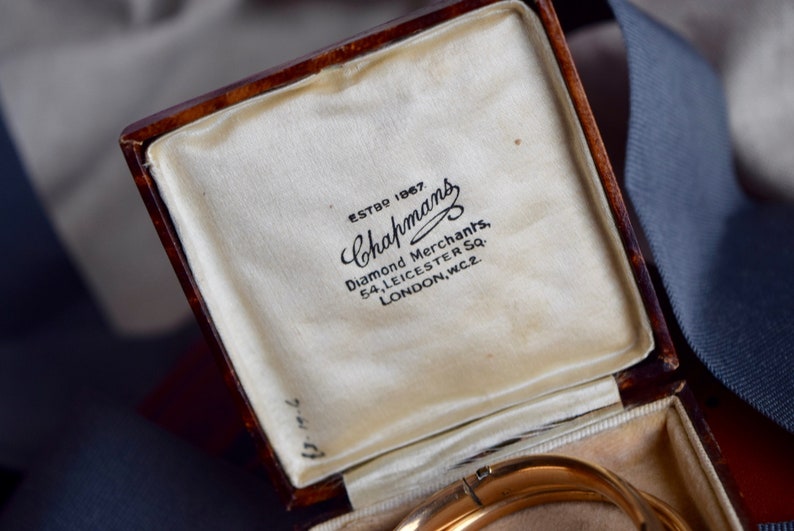 ESTBD 1867.
Chapmans
Diamond Merchants,
54, LEICESTER SQ.
LONDON, W.C.2.